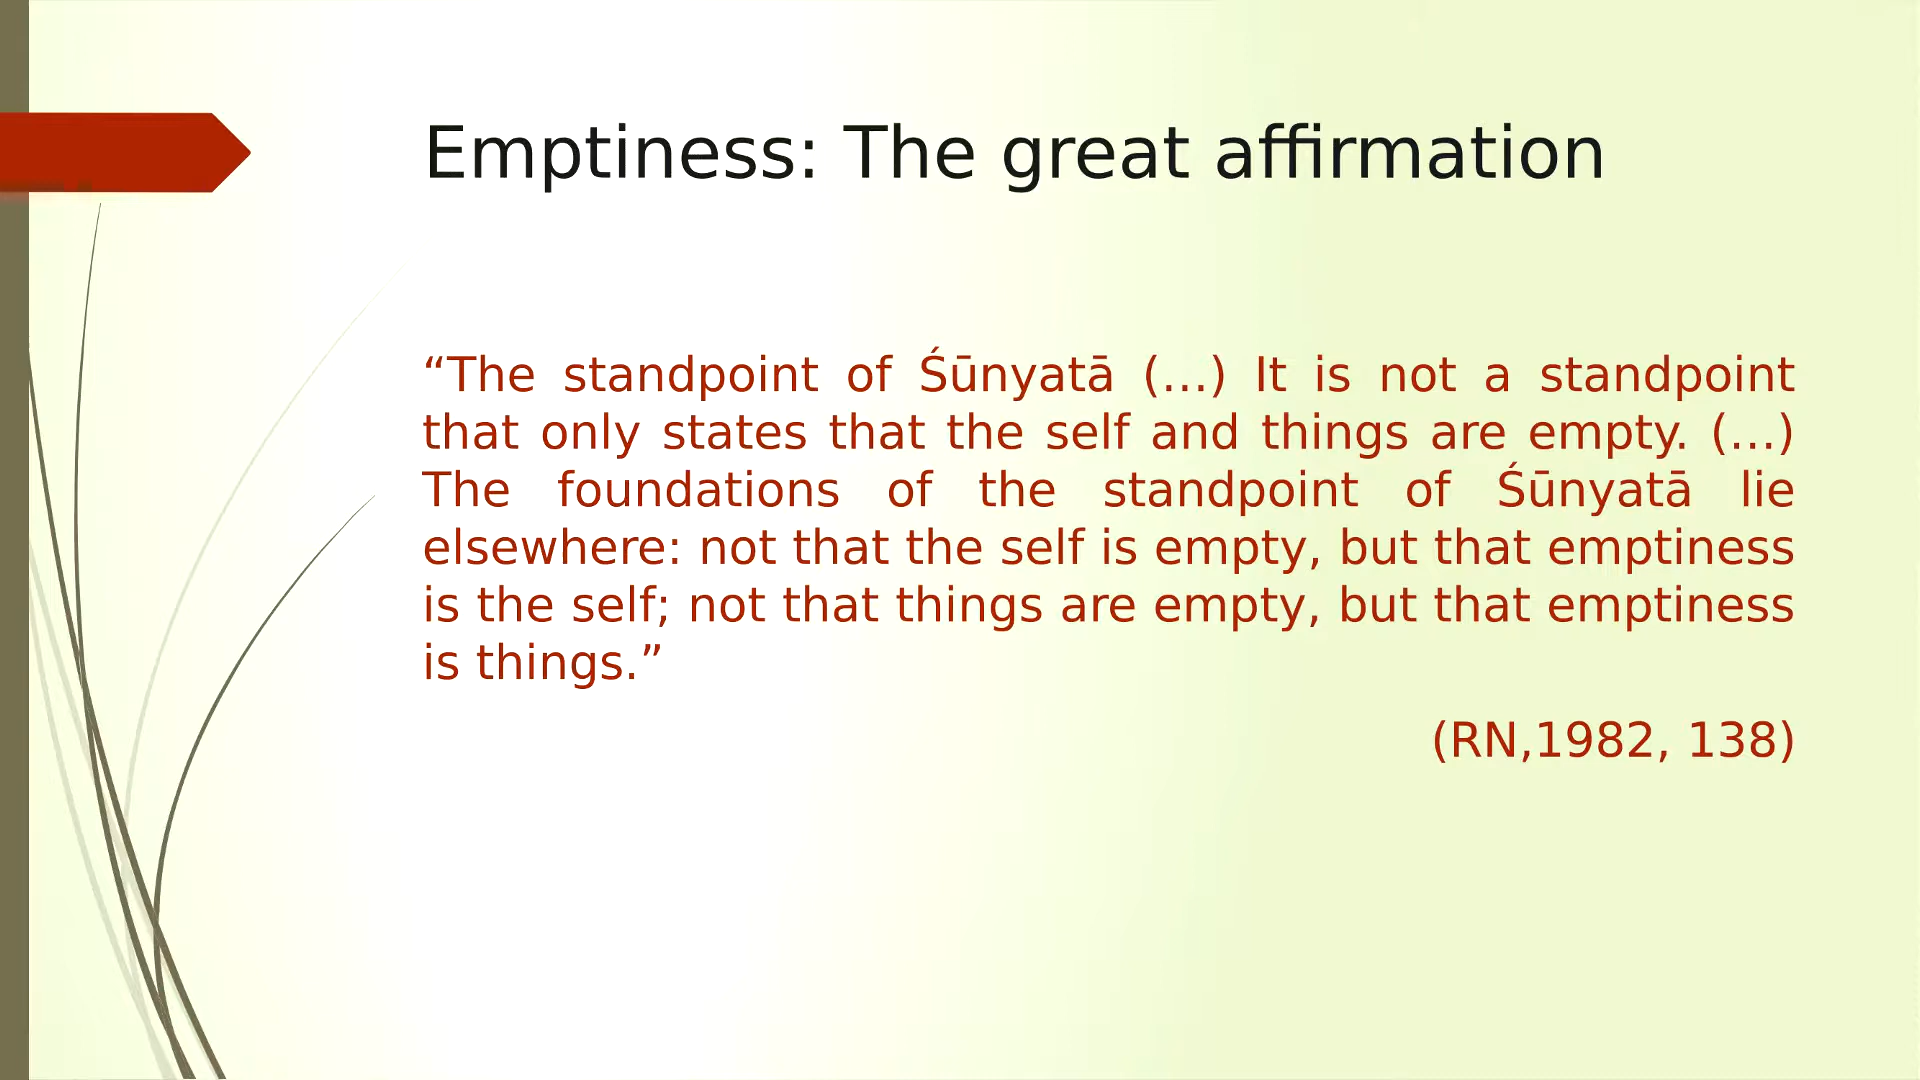 Emptiness: The great affirmation
“The standpoint of Śūnyatā (…) It is not a standpoint
that only states that the self and things are empty. (…)
The foundations of the standpoint of Śūnyatā lie
elsewhere: not that the self is empty, but that emptiness
is the self; not that things are empty, but that emptiness
is things.”
(RN,1982, 138)